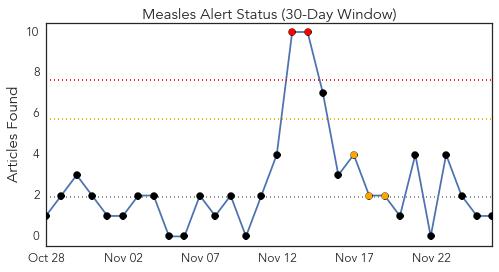 Measles Alert Status (30-Day Window)
Articles Found
10
8
6
4
2
0
Oct 28 Nov 02 Nov 07 Nov 12 Nov 17 Nov 22